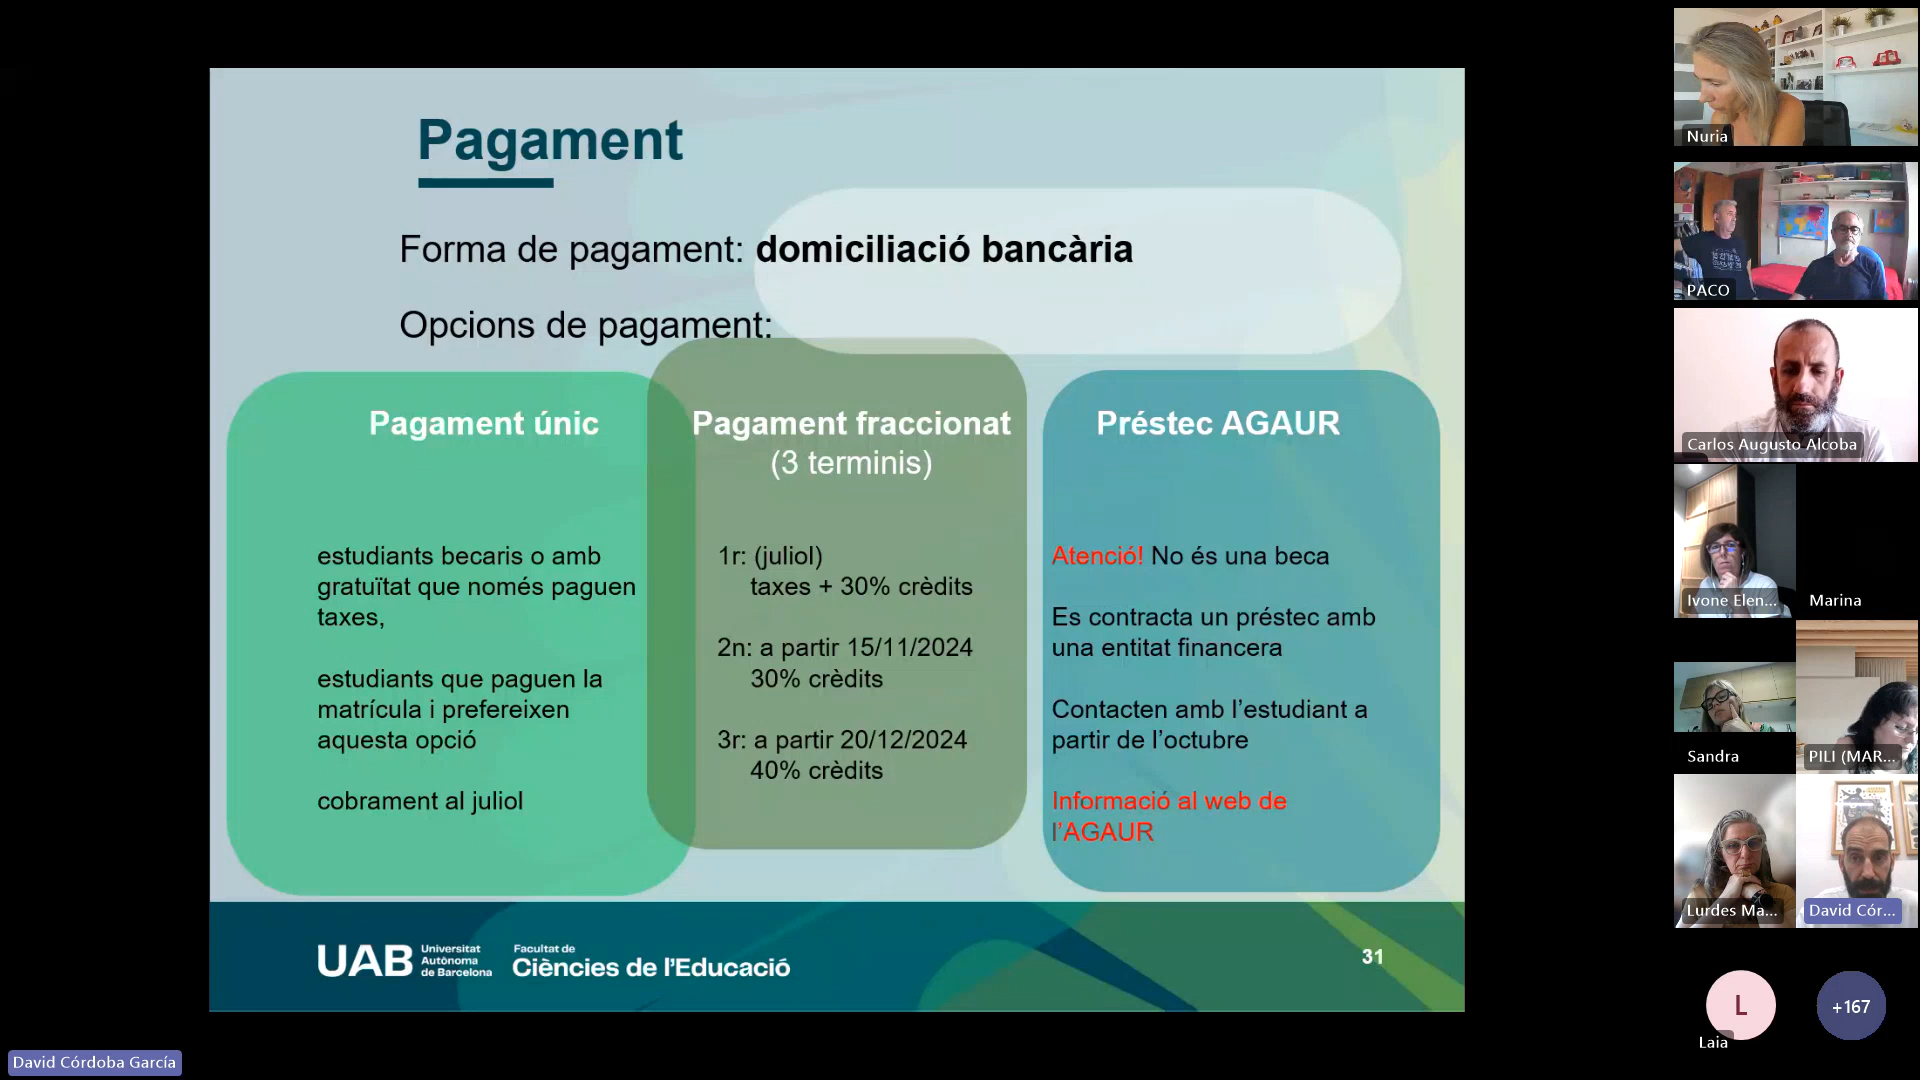 Pagament
Forma de pagament: domiciliació bancària
Opcions de pagament:
Pagament únic
estudiants becaris o amb
gratuïtat que només paguen
taxes,
estudiants que paguen la
matrícula i prefereixen
aquesta opció
cobrament al juliol
Pagament fraccionat
(3 terminis)
1r: (juliol)
taxes + 30% crèdits
2n: a partir 15/11/2024
30% crèdits
3r: a partir 20/12/2024
40% crèdits
Préstec AGAUR
Atenció! No és una beca
Es contracta un préstec amb
una entitat financera
Contacten amb l’estudiant a
partir de l’octubre
Informació al web de
l’AGAUR
UAB
Universitat
Autònoma
de Barcelona
Facultat de
Ciències de l'Educació
31
David Córdoba García
Nuria
PACO
Carlos Augusto Alcoba
Ivone Elen...
Marina
Sandra
PILI (MAR...
Lurdes Ma...
David Cór...
L
Laia
+167